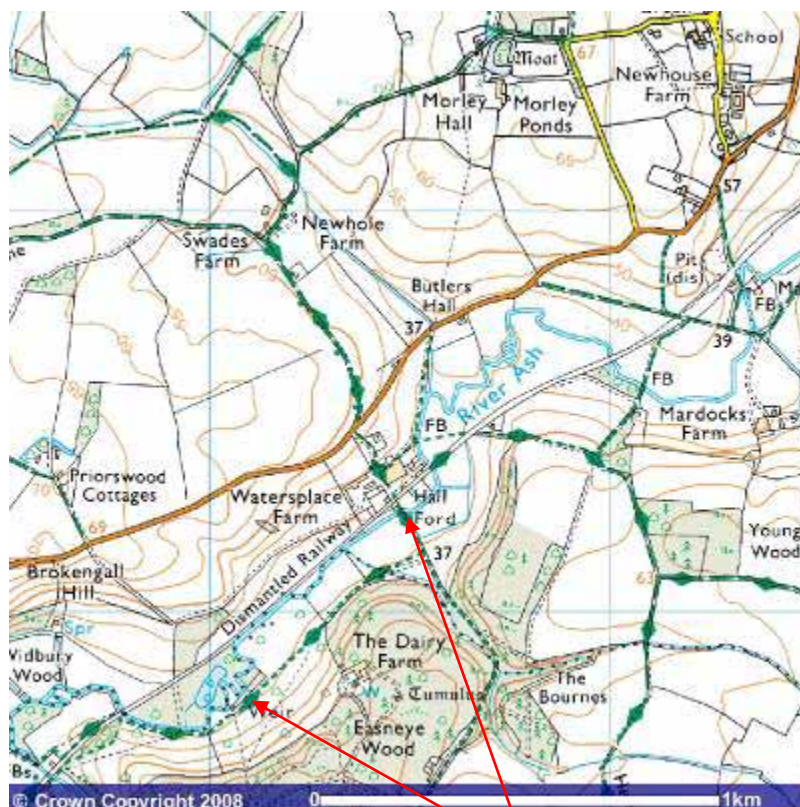 School
67
Moat
Newhouse
Farm
Morley
Hall
Morley
Ponds
65
57
Newhole
Farm
Swades
Farm
Pit
(dis)
Butlers
Hall
FB
50
37
39
River Ash
FB
FB
Mardocks
Farm
Priorswood
Cottages
Watersplace
Farm
Hall
Ford
69
Young
Wood
Dismantled Railway
37
63
Brokengall
Hill
Spr
The Dairy
Farm
W
Tumulus
The
Bournes
Weir
Easneye
Wood
Bs
© Crown Copyright 2008 0 1km